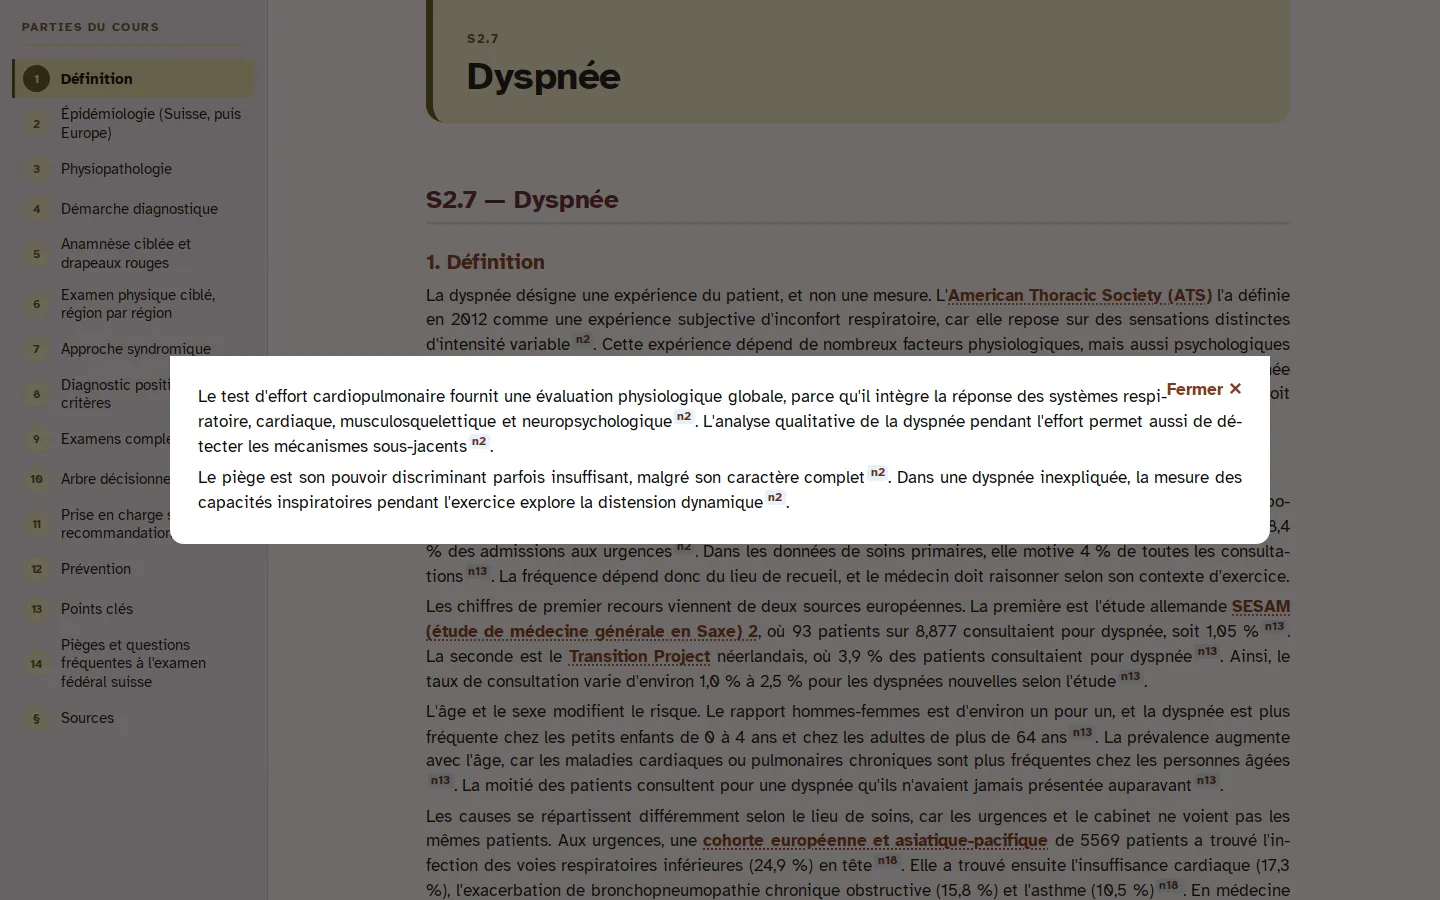 PARTIES DU COURS
1 Définition
2 Épidémiologie (Suisse, puis
Europe)
3 Physiopathologie
4 Démarche diagnostique
5 Anamnèse ciblée et
drapeaux rouges
6 Examen physique ciblé,
région par région
7 Approche syndromique
8 Diagnostic positi
critères
9 Examens comple
10 Arbre décisionne
11 Prise en charge s
recommandation
12 Prévention
13 Points clés
14 Pièges et questions
fréquentes à l'examen
fédéral suisse
§ Sources
S2.7
Dyspnée
S2.7 — Dyspnée
1. Définition
La dyspnée désigne une expérience du patient, et non une mesure. L'American Thoracic Society (ATS) l'a définie
en 2012 comme une expérience subjective d'inconfort respiratoire, car elle repose sur des sensations distinctes
d'intensité variable n2. Cette expérience dépend de nombreux facteurs physiologiques, mais aussi psychologiques
ée
oit
Fermer ✕
Le test d'effort cardiopulmonaire fournit une évaluation physiologique globale, parce qu'il intègre la réponse des systèmes respi-
ratoire, cardiaque, musculosquelettique et neuropsychologique n2. L'analyse qualitative de la dyspnée pendant l'effort permet aussi de dé-
tecter les mécanismes sous-jacents n2.
Le piège est son pouvoir discriminant parfois insuffisant, malgré son caractère complet n2. Dans une dyspnée inexpliquée, la mesure des
capacités inspiratoires pendant l'exercice explore la distension dynamique n2.
po-
8,4
% des admissions aux urgences n2. Dans les données de soins primaires, elle motive 4 % de toutes les consulta-
tions n13. La fréquence dépend donc du lieu de recueil, et le médecin doit raisonner selon son contexte d'exercice.
Les chiffres de premier recours viennent de deux sources européennes. La première est l'étude allemande SESAM
(étude de médecine générale en Saxe) 2, où 93 patients sur 8,877 consultaient pour dyspnée, soit 1,05 % n13.
La seconde est le Transition Project néerlandais, où 3,9 % des patients consultaient pour dyspnée n13. Ainsi, le
taux de consultation varie d'environ 1,0 % à 2,5 % pour les dyspnées nouvelles selon l'étude n13.
L'âge et le sexe modifient le risque. Le rapport hommes-femmes est d'environ un pour un, et la dyspnée est plus
fréquente chez les petits enfants de 0 à 4 ans et chez les adultes de plus de 64 ans n13. La prévalence augmente
avec l'âge, car les maladies cardiaques ou pulmonaires chroniques sont plus fréquentes chez les personnes âgées
n13. La moitié des patients consultent pour une dyspnée qu'ils n'avaient jamais présentée auparavant n13.
Les causes se répartissent différemment selon le lieu de soins, car les urgences et le cabinet ne voient pas les
mêmes patients. Aux urgences, une cohorte européenne et asiatique-pacifique de 5569 patients a trouvé l'in-
fection des voies respiratoires inférieures (24,9 %) en tête n18. Elle a trouvé ensuite l'insuffisance cardiaque (17,3
%), l'exacerbation de bronchopneumopathie chronique obstructive (15,8 %) et l'asthme (10,5 %) n18. En médecine